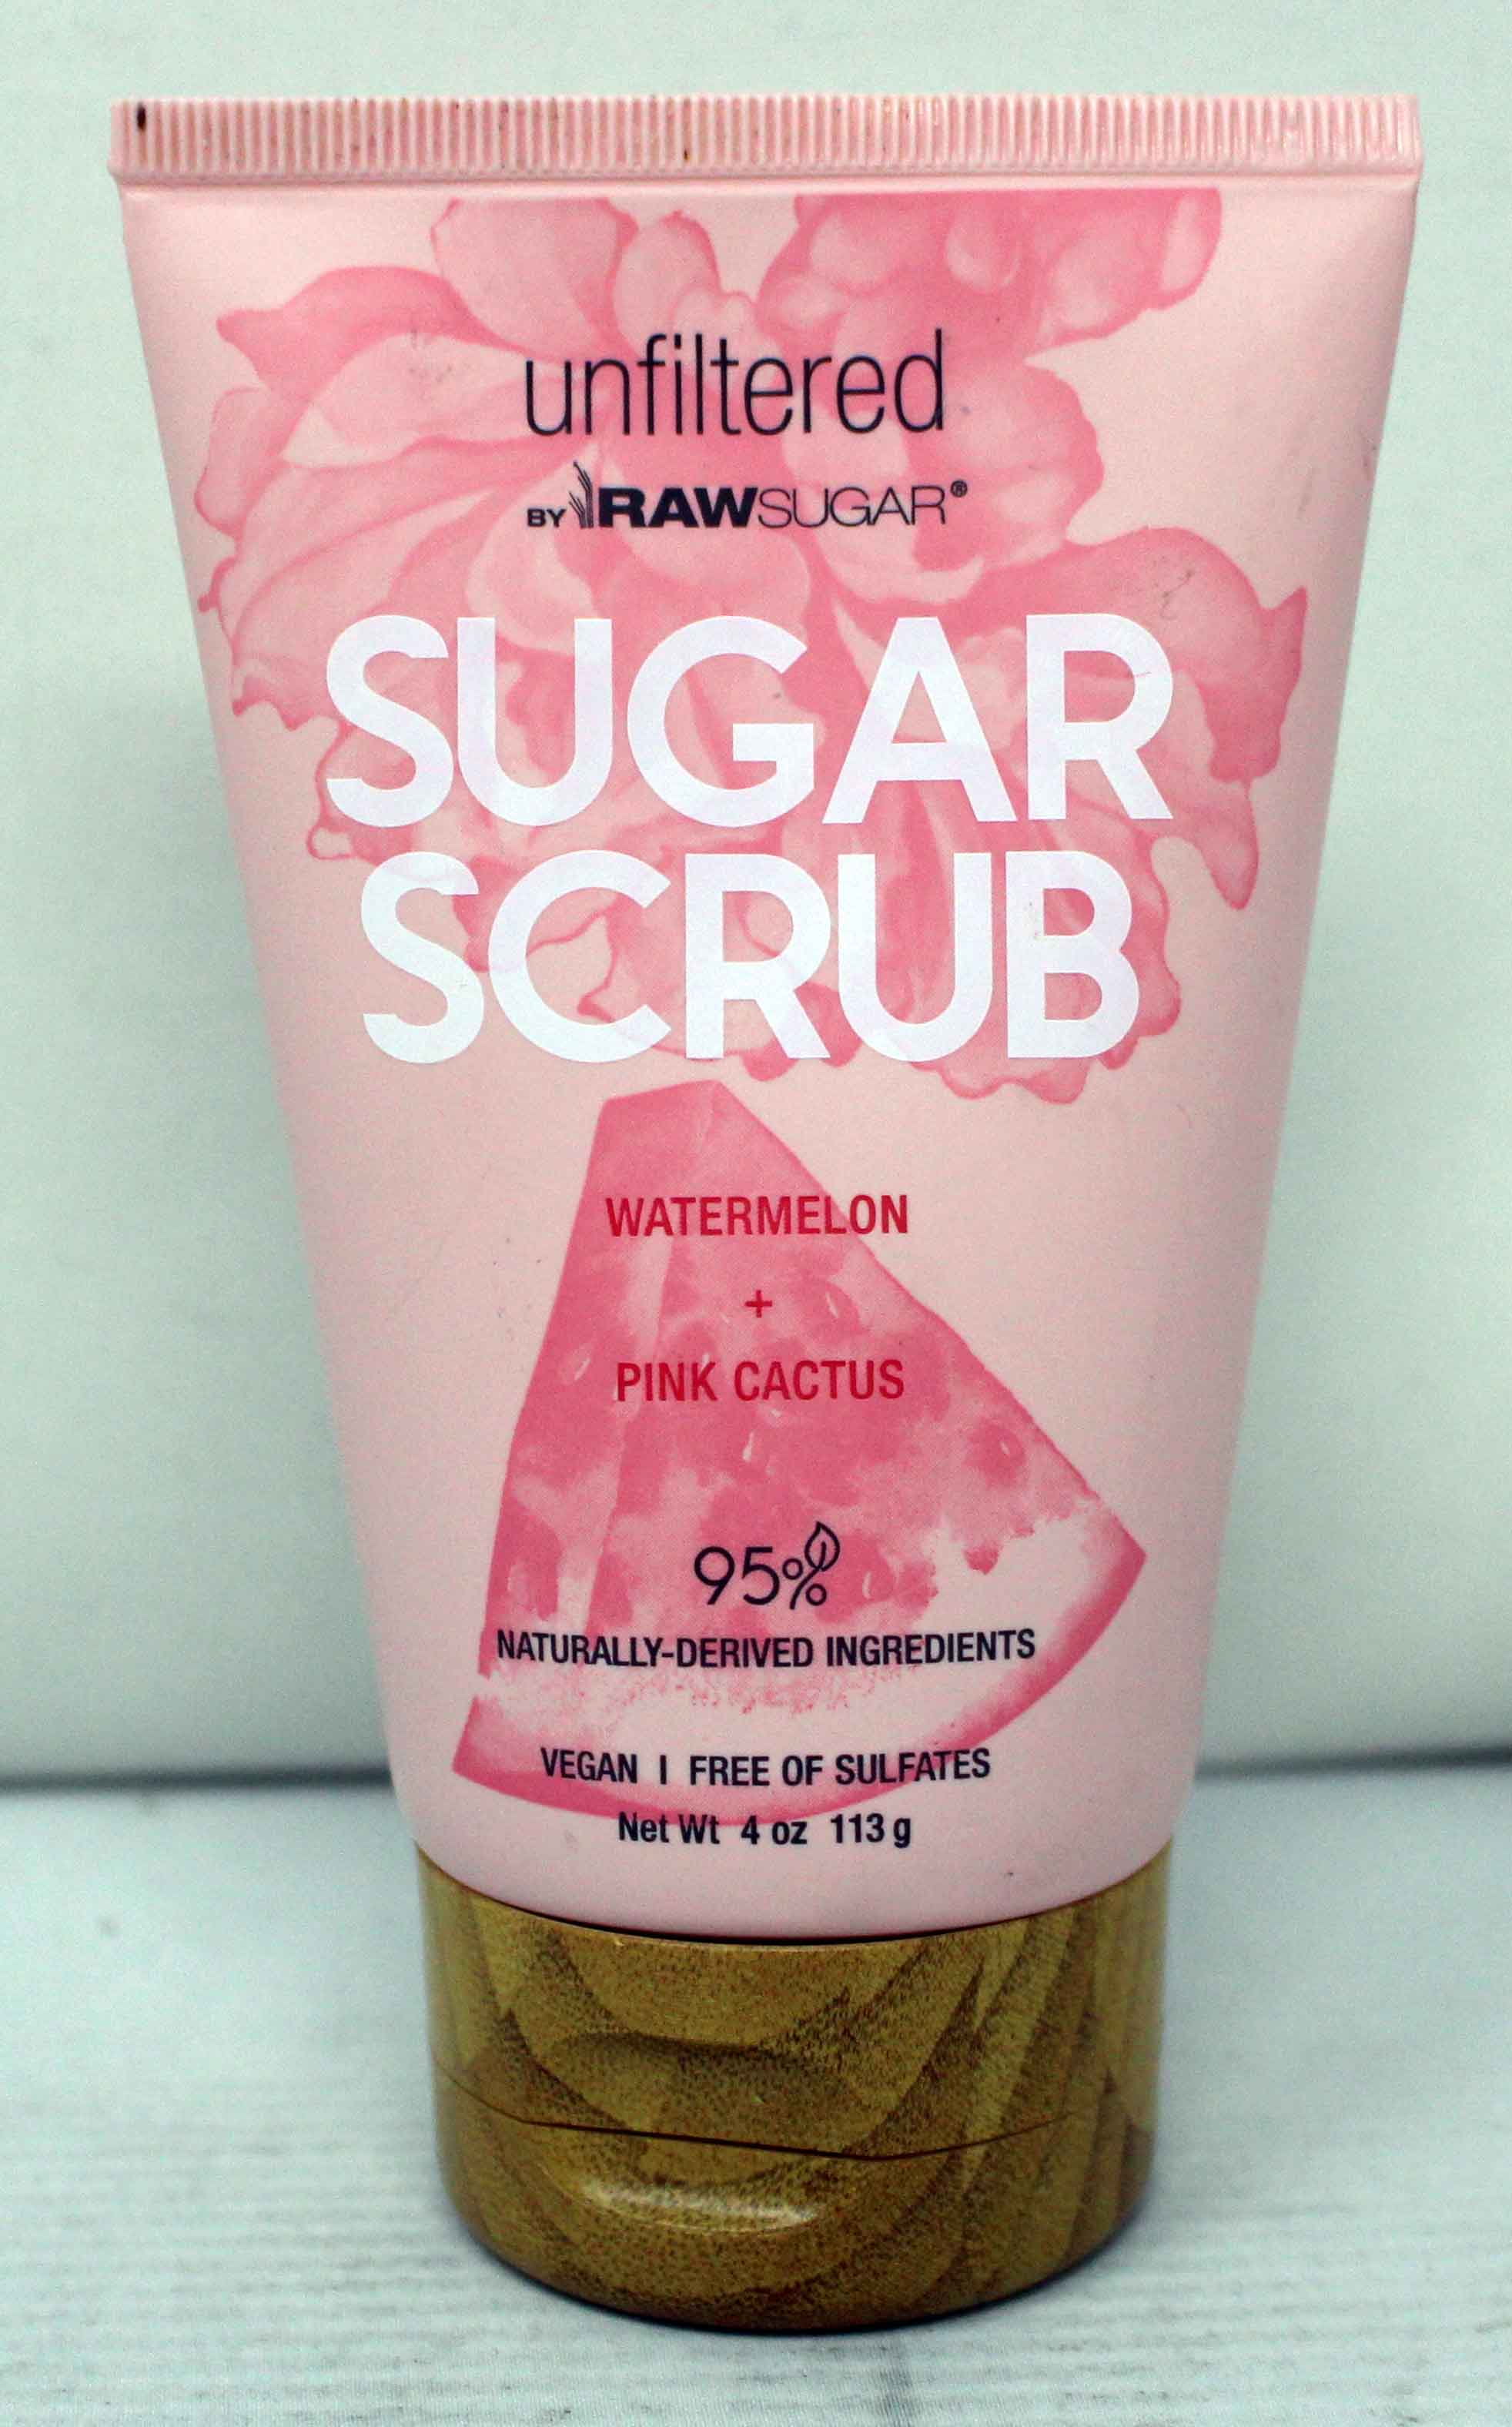 unfiltered
BY RAWSUGAR®
SUGAR
SCRUB
WATERMELON
+
PINK CACTUS
95%
NATURALLY-DERIVED INGREDIENTS
VEGAN | FREE OF SULFATES
Net Wt 4 oz 113 g